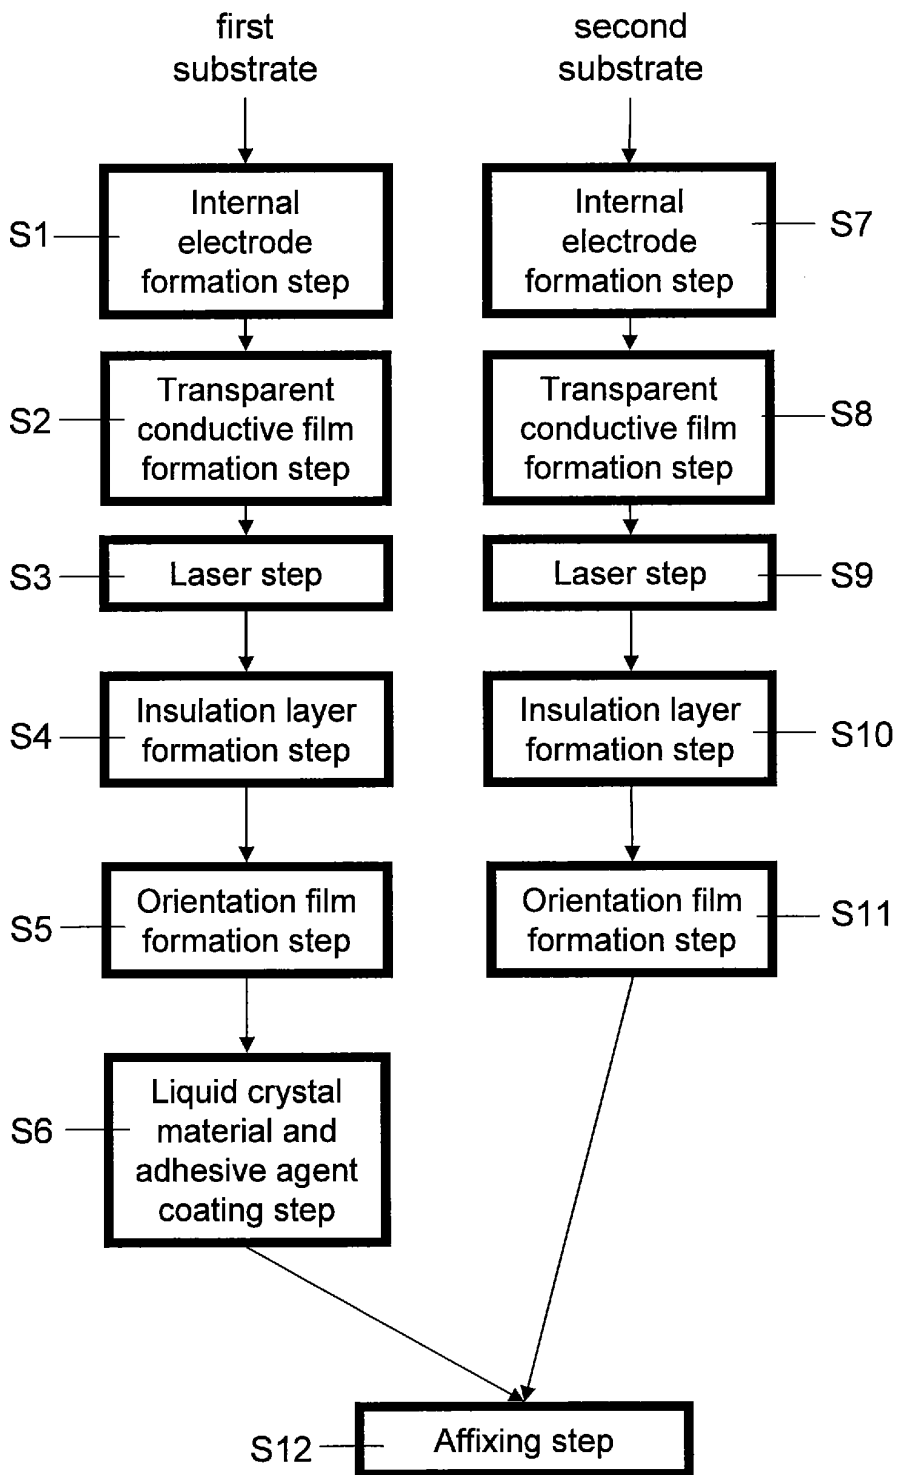 first
substrate
S1
Internal
electrode
formation step
S2
Transparent
conductive film
formation step
S3
Laser step
S4
Insulation layer
formation step
S5
Orientation film
formation step
S6
Liquid crystal
material and
adhesive agent
coating step
second
substrate
Internal
electrode
formation step
S7
Transparent
conductive film
formation step
S8
Laser step
S9
Insulation layer
formation step
S10
Orientation film
formation step
S11
S12
Affixing step